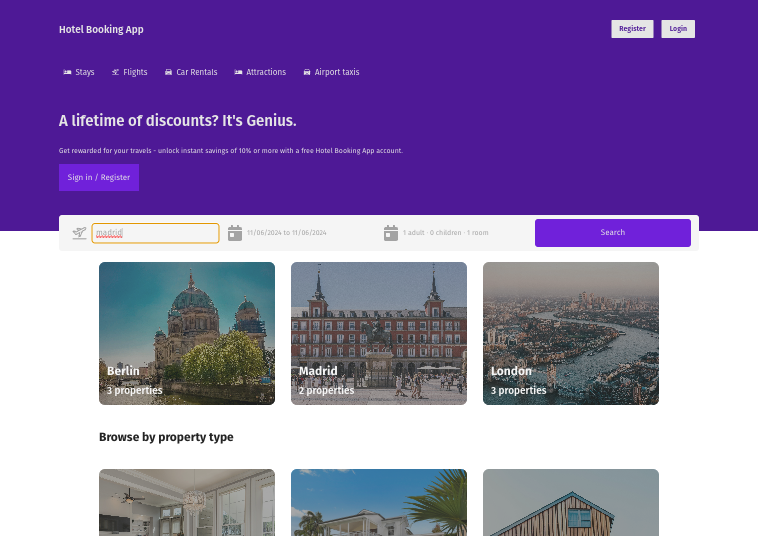 Hotel Booking App
Register
Login
Stays
Flights
Car Rentals
Attractions
Airport taxis
A lifetime of discounts? It's Genius.
Get rewarded for your travels - unlock instant savings of 10% or more with a free Hotel Booking App account.
Sign in / Register
madrid
11/06/2024 to 11/06/2024
1 adult · 0 children · 1 room
Search
Berlin
3 properties
Madrid
2 properties
London
3 properties
Browse by property type